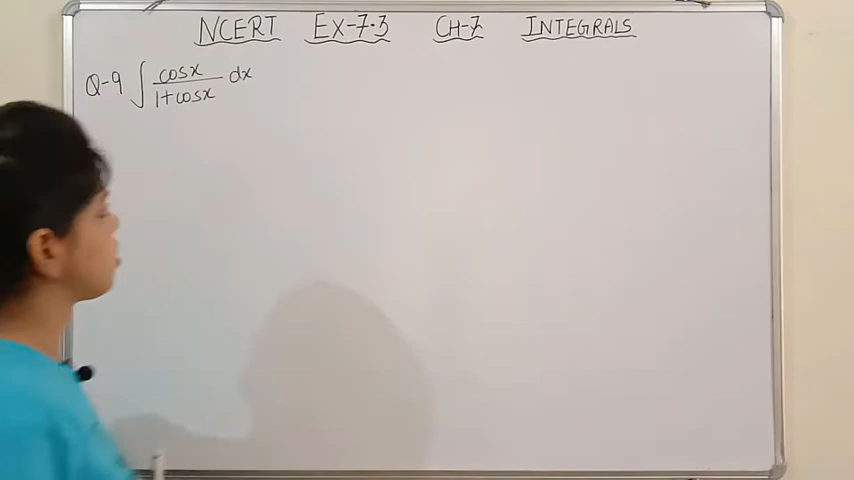 NCERT EX-7.3 CH-7 INTEGRALS
Q-9 ∫ cosx / 1+cosx dx